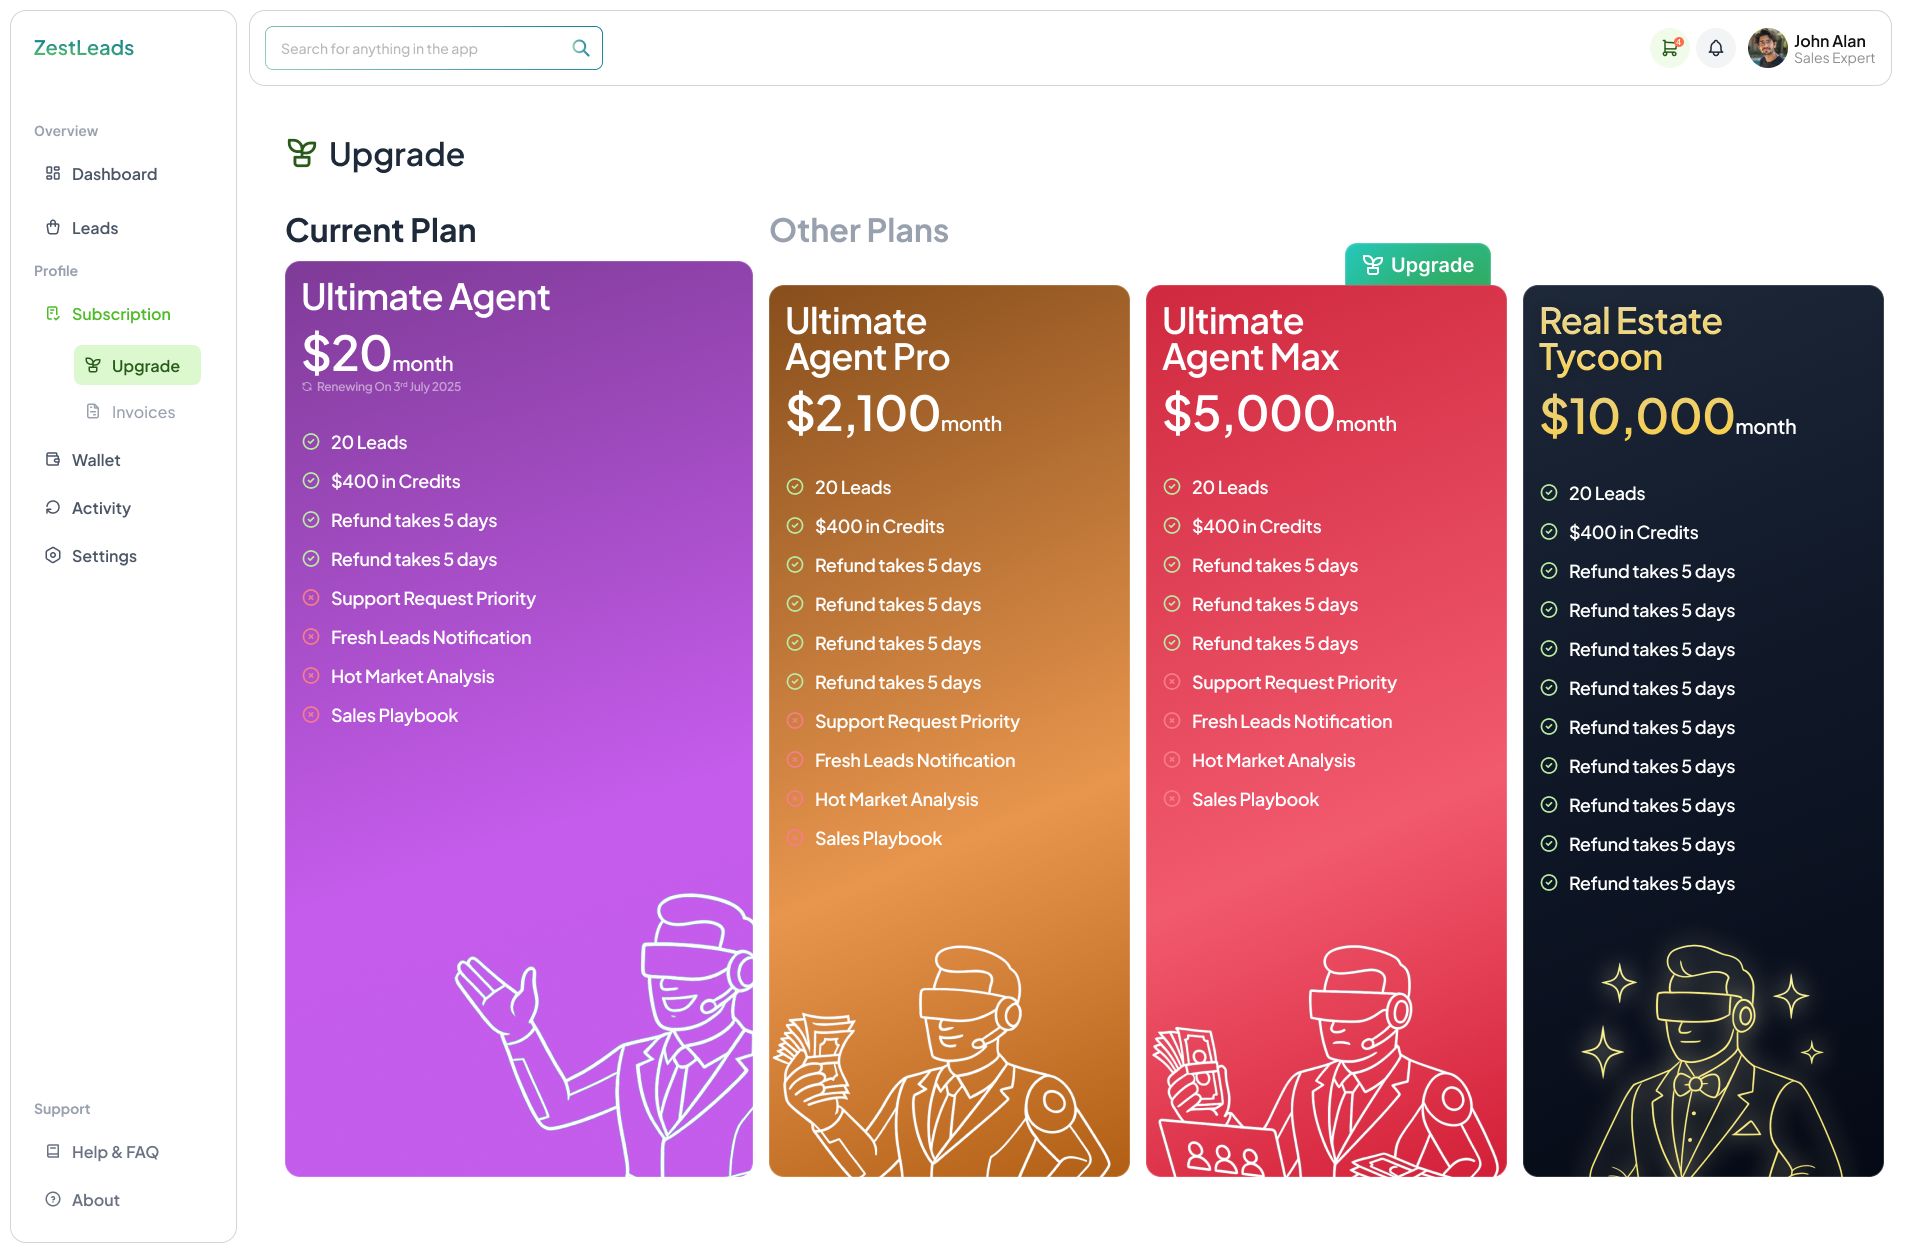 ZestLeads
Overview
Dashboard
Leads
Profile
Subscription
Upgrade
Invoices
Wallet
Activity
Settings
Support
Help & FAQ
About
Search for anything in the app
4
John Alan
Sales Expert
Upgrade
Current Plan
Ultimate Agent
$20month
Renewing On 3rd July 2025
20 Leads
$400 in Credits
Refund takes 5 days
Refund takes 5 days
Support Request Priority
Fresh Leads Notification
Hot Market Analysis
Sales Playbook
Other Plans
Ultimate
Agent Pro
$2,100month
20 Leads
$400 in Credits
Refund takes 5 days
Refund takes 5 days
Refund takes 5 days
Refund takes 5 days
Support Request Priority
Fresh Leads Notification
Hot Market Analysis
Sales Playbook
Upgrade
Ultimate
Agent Max
$5,000month
20 Leads
$400 in Credits
Refund takes 5 days
Refund takes 5 days
Refund takes 5 days
Support Request Priority
Fresh Leads Notification
Hot Market Analysis
Sales Playbook
Real Estate
Tycoon
$10,000month
20 Leads
$400 in Credits
Refund takes 5 days
Refund takes 5 days
Refund takes 5 days
Refund takes 5 days
Refund takes 5 days
Refund takes 5 days
Refund takes 5 days
Refund takes 5 days
Refund takes 5 days